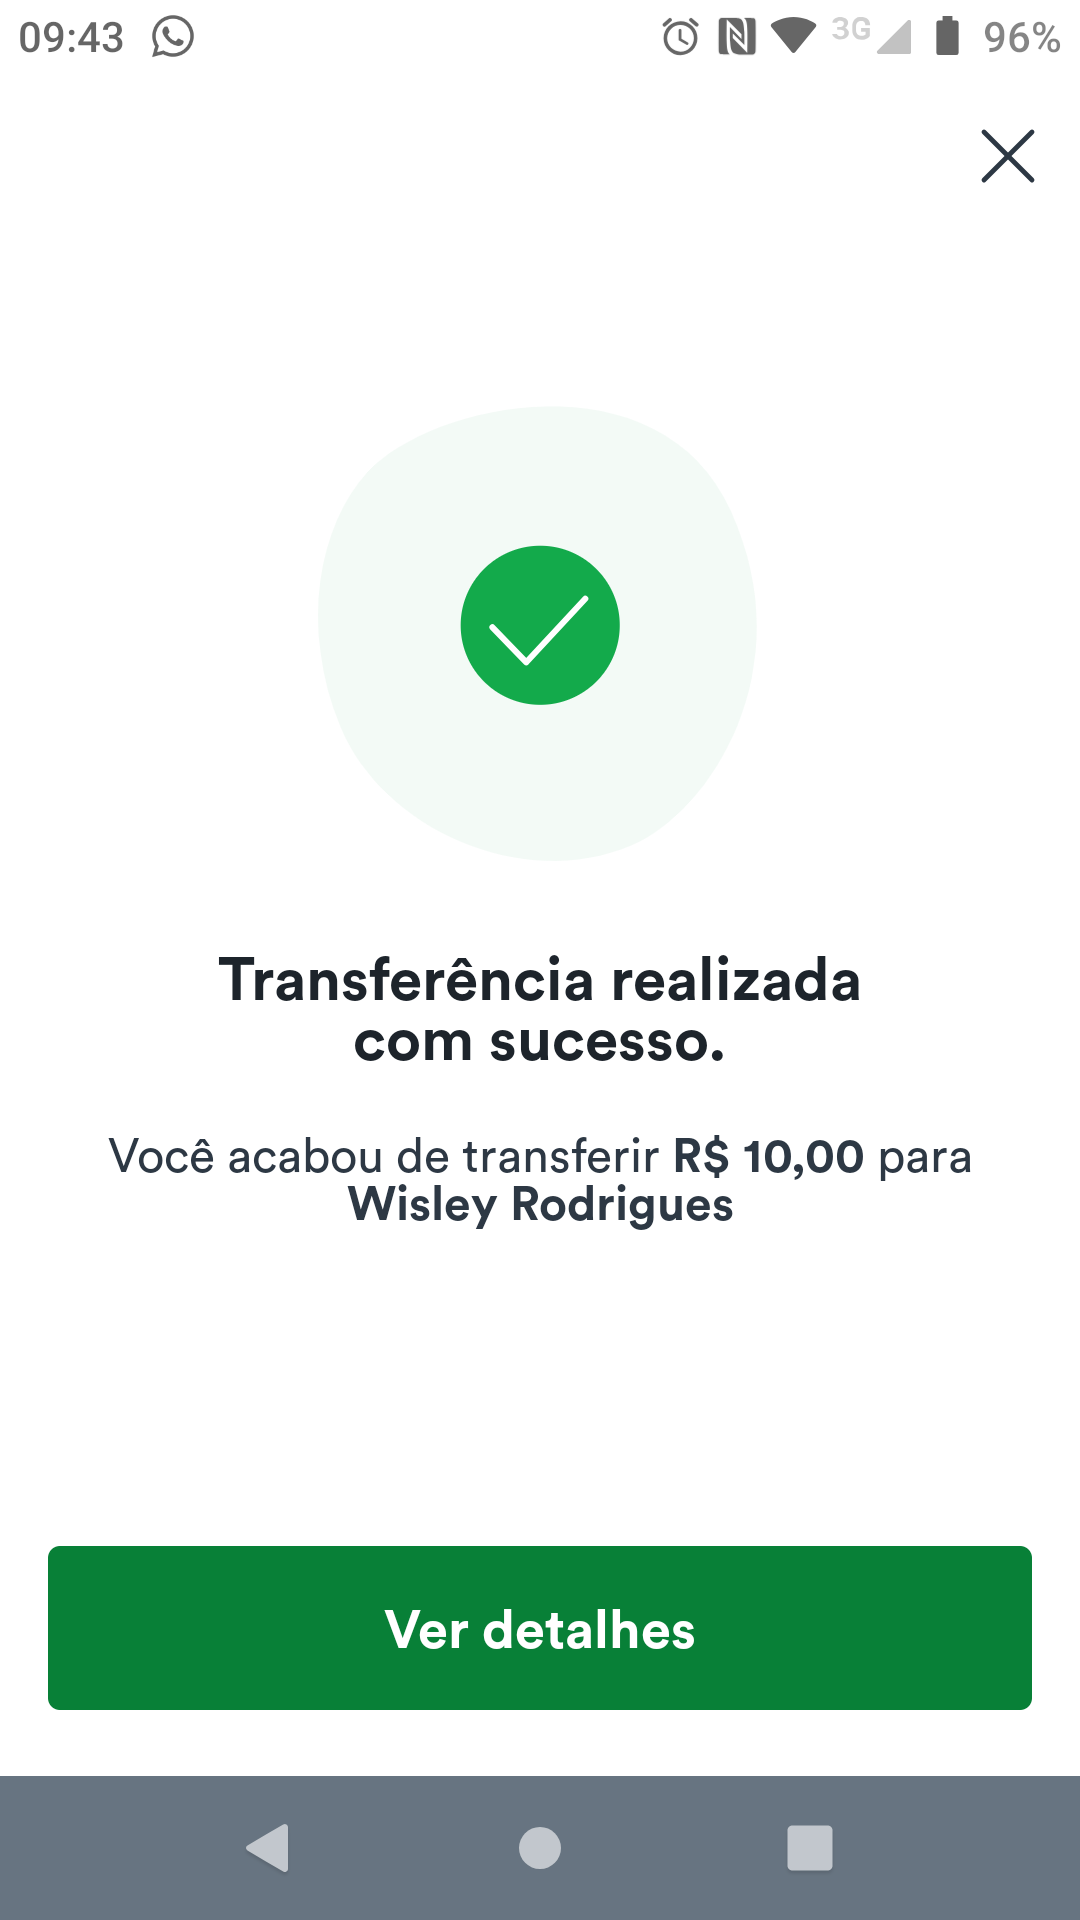 09:43
3G
96%
Transferência realizada
com sucesso.
Você acabou de transferir R$ 10,00 para
Wisley Rodrigues
Ver detalhes